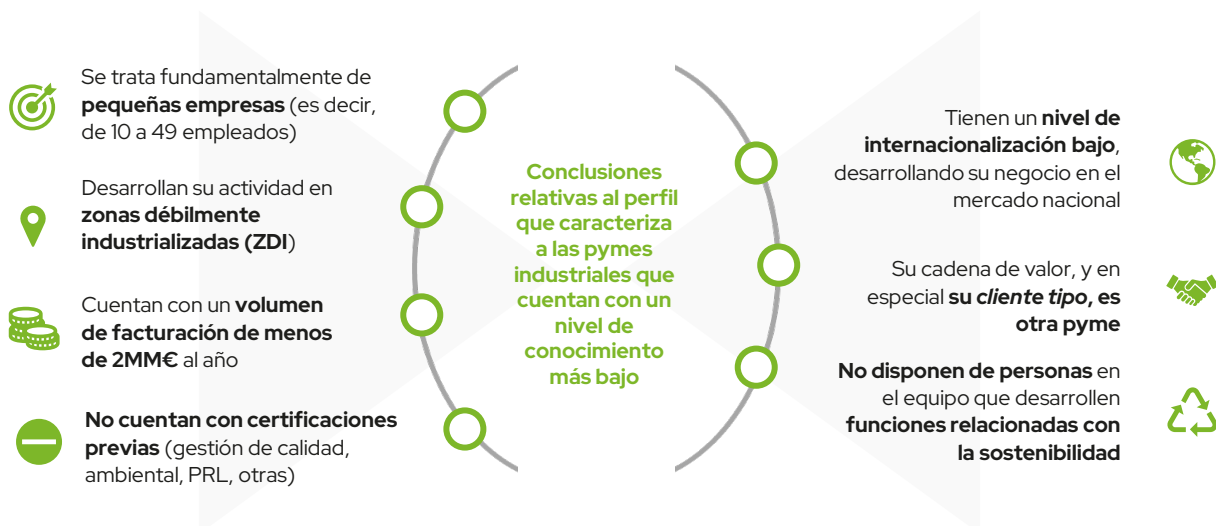 Se trata fundamentalmente de
pequeñas empresas (es decir,
de 10 a 49 empleados)
Desarrollan su actividad en
zonas débilmente
industrializadas (ZDI)
Cuentan con un volumen
de facturación de menos
de 2MM€ al año
No cuentan con certificaciones
previas (gestión de calidad,
ambiental, PRL, otras)
Conclusiones
relativas al perfil
que caracteriza
a las pymes
industriales que
cuentan con un
nivel de
conocimiento
más bajo
Tienen un nivel de
internacionalización bajo,
desarrollando su negocio en el
mercado nacional
Su cadena de valor, y en
especial su cliente tipo, es
otra pyme
No disponen de personas en
el equipo que desarrollen
funciones relacionadas con
la sostenibilidad